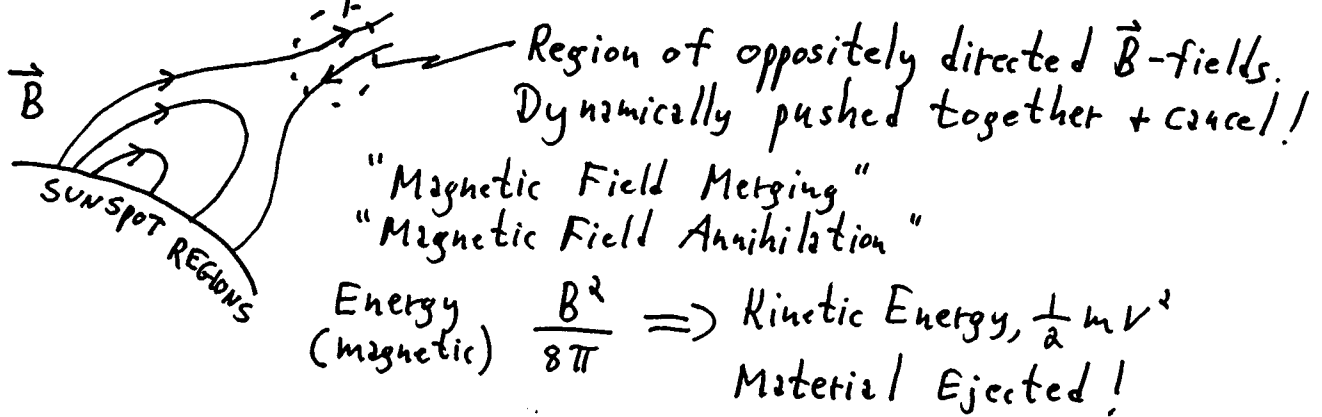 Region of oppositely directed B⃗-fields.
B⃗
Dynamically pushed together + cancel!
"Magnetic Field Merging"
SUNSPOT REGIONS
"Magnetic Field Annihilation"
Energy (magnetic) B²/8π => Kinetic Energy, ½mv²
Material Ejected!